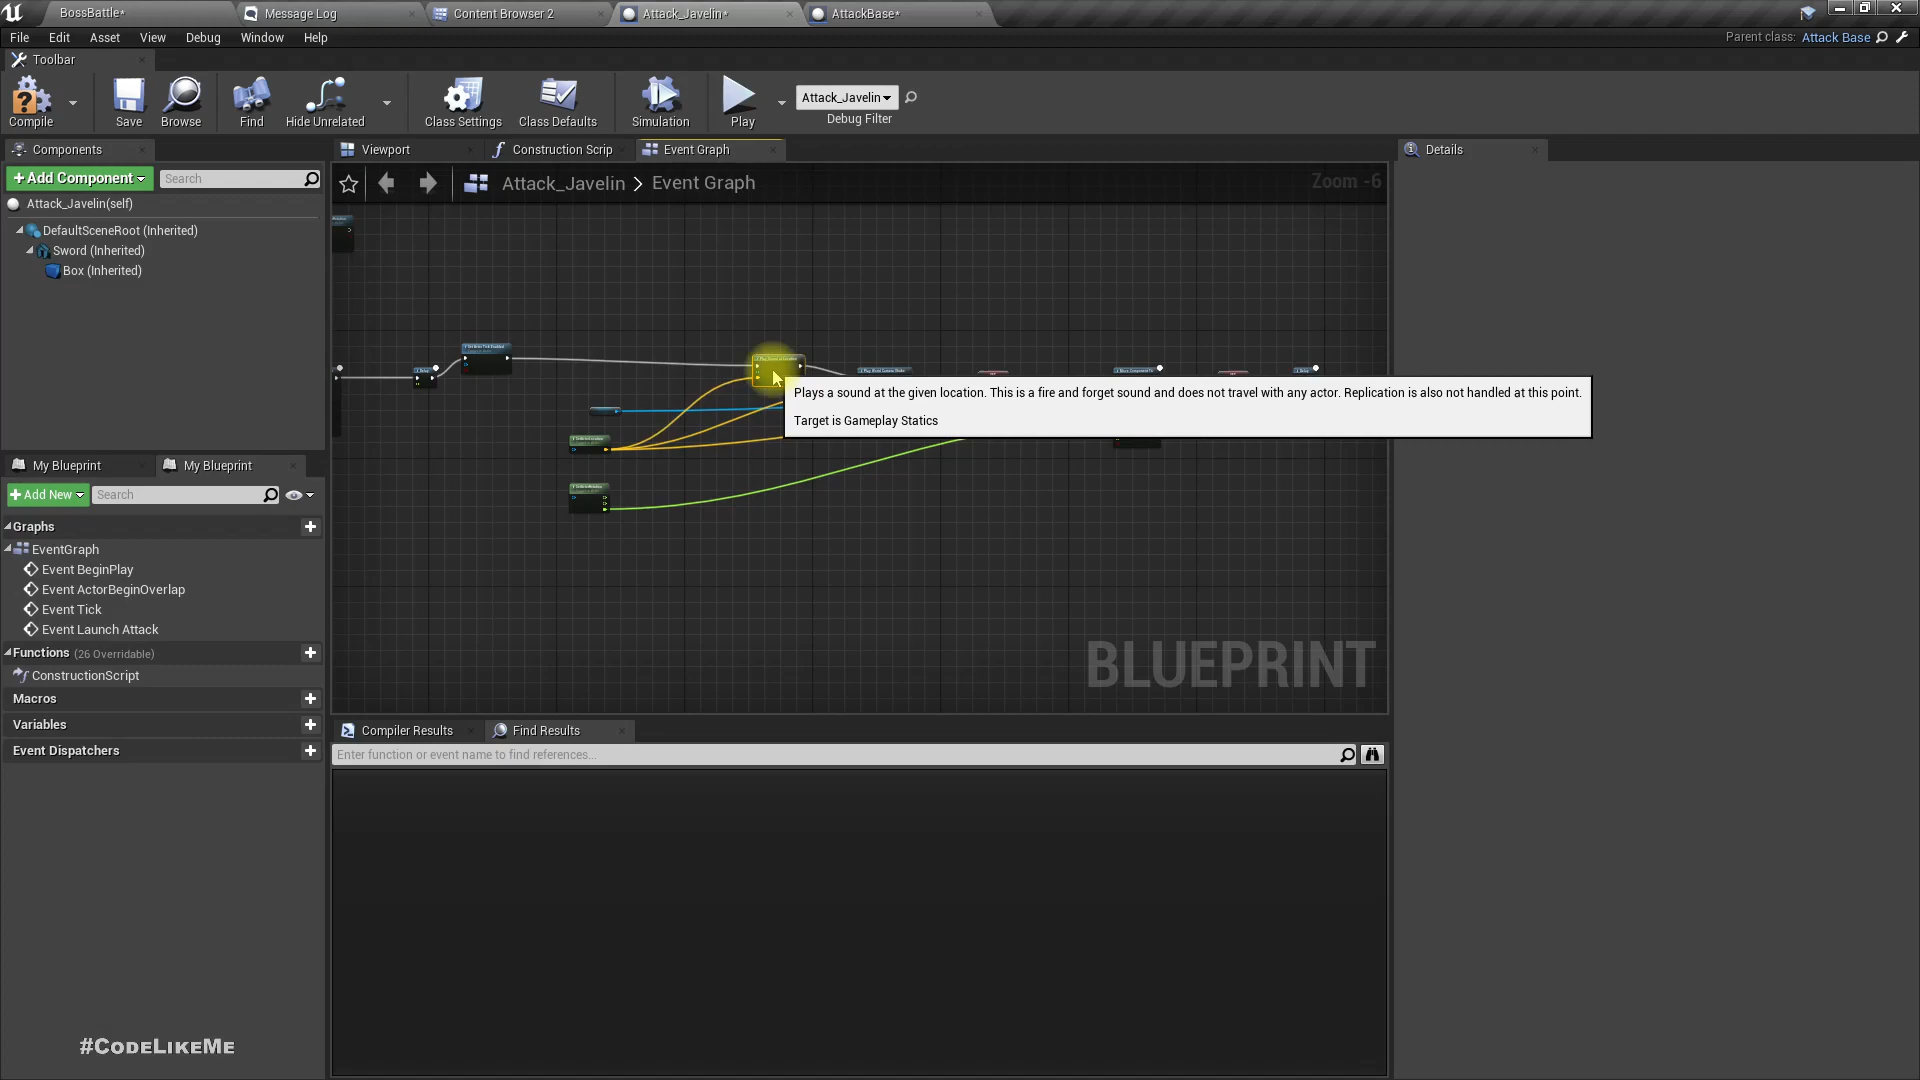 BossBattle*
Message Log
Content Browser 2
Attack_Javelin*
AttackBase*
File Edit Asset View Debug Window Help
Parent class: Attack Base
Toolbar
Compile
Save
Browse
Find
Hide Unrelated
Class Settings
Class Defaults
Simulation
Play
Attack_Javelin
Debug Filter
Components
Viewport
Construction Scrip
Event Graph
Details
+Add Component
Search
Attack_Javelin > Event Graph
Zoom -6
Attack_Javelin(self)
DefaultSceneRoot (Inherited)
Sword (Inherited)
Box (Inherited)
Plays a sound at the given location. This is a fire and forget sound and does not travel with any actor. Replication is also not handled at this point.
Target is Gameplay Statics
My Blueprint
My Blueprint
+Add New
Search
Graphs
EventGraph
Event BeginPlay
Event ActorBeginOverlap
Event Tick
Event Launch Attack
Functions (26 Overridable)
ConstructionScript
Macros
Variables
Event Dispatchers
BLUEPRINT
Compiler Results
Find Results
Enter function or event name to find references...
#CodeLikeMe